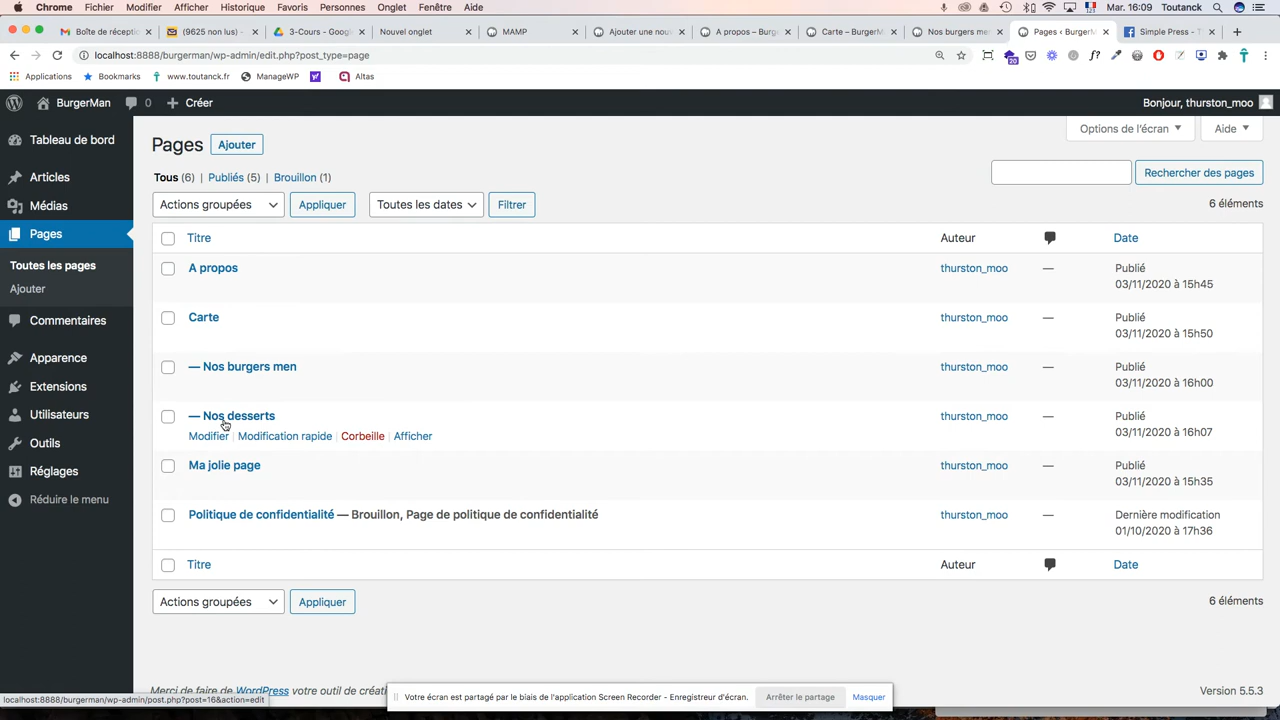 Chrome Fichier Modifier Afficher Historique Favoris Personnes Onglet Fenêtre Aide Mar. 16:09 Toutanck
Boîte de récepti (9625 non lus) 3-Cours - Googl Nouvel onglet MAMP Ajouter une nou A propos – Burg Carte – BurgerM Nos burgers me Pages ‹ BurgerM Simple Press - T
localhost:8888/burgerman/wp-admin/edit.php?post_type=page
Applications Bookmarks www.toutanck.fr ManageWP Altas
BurgerMan 0 Créer Bonjour, thurston_moo
Tableau de bord
Articles
Médias
Pages
Toutes les pages
Ajouter
Commentaires
Apparence
Extensions
Utilisateurs
Outils
Réglages
Réduire le menu
Options de l'écran Aide
Pages Ajouter
Tous (6) | Publiés (5) | Brouillon (1)
Rechercher des pages
Actions groupées Appliquer Toutes les dates Filtrer 6 éléments
Titre Auteur Date
A propos thurston_moo — Publié
03/11/2020 à 15h45
Carte thurston_moo — Publié
03/11/2020 à 15h50
— Nos burgers men thurston_moo — Publié
03/11/2020 à 16h00
— Nos desserts thurston_moo — Publié
03/11/2020 à 16h07
Modifier | Modification rapide | Corbeille | Afficher
Ma jolie page thurston_moo — Publié
03/11/2020 à 15h35
Politique de confidentialité — Brouillon, Page de politique de confidentialité thurston_moo — Dernière modification
01/10/2020 à 17h36
Titre Auteur Date
Actions groupées Appliquer 6 éléments
Merci de faire de WordPress votre outil de créati Version 5.5.3
localhost:8888/burgerman/wp-admin/post.php?post=16&action=edit
Votre écran est partagé par le biais de l'application Screen Recorder - Enregistreur d'écran. Arrêter le partage Masquer